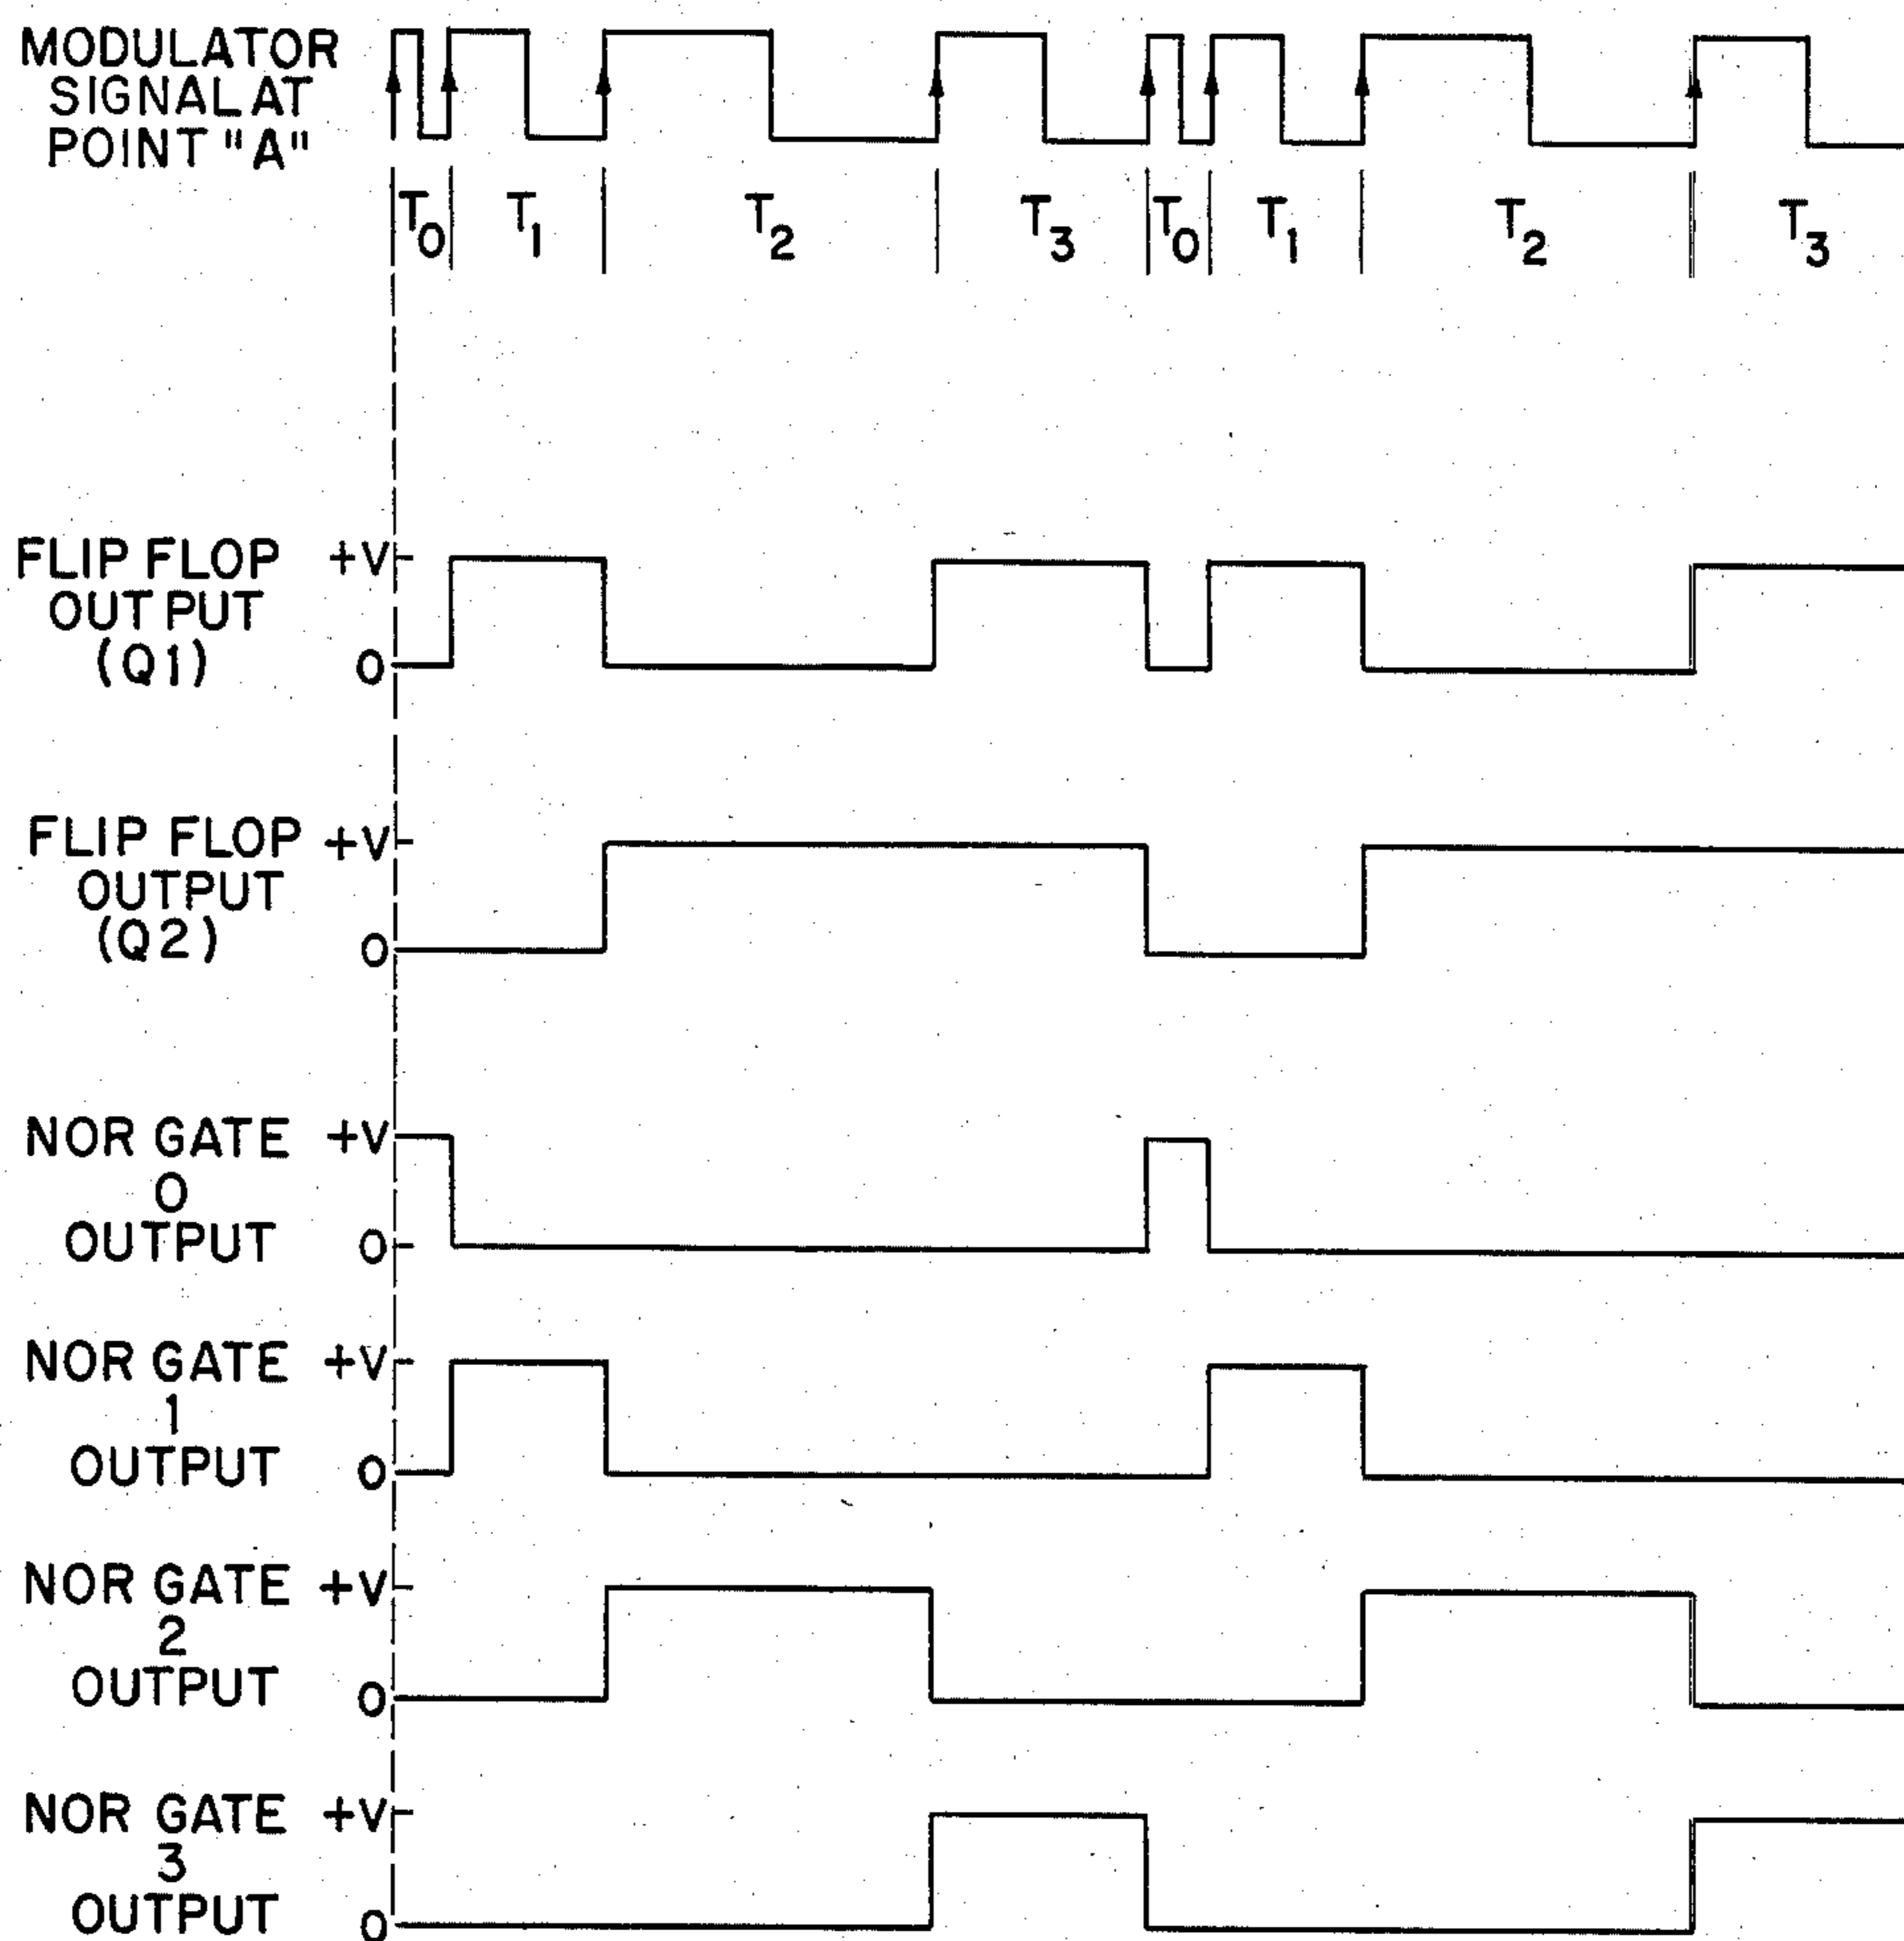 MODULATOR
SIGNAL AT
POINT "A"
T0 T1 T2 T3 T0 T1 T2 T3
FLIP FLOP +V
OUTPUT
(Q1) 0
FLIP FLOP +V
OUTPUT
(Q2) 0
NOR GATE +V
0
OUTPUT 0
NOR GATE +V
1
OUTPUT 0
NOR GATE +V
2
OUTPUT 0
NOR GATE +V
3
OUTPUT 0